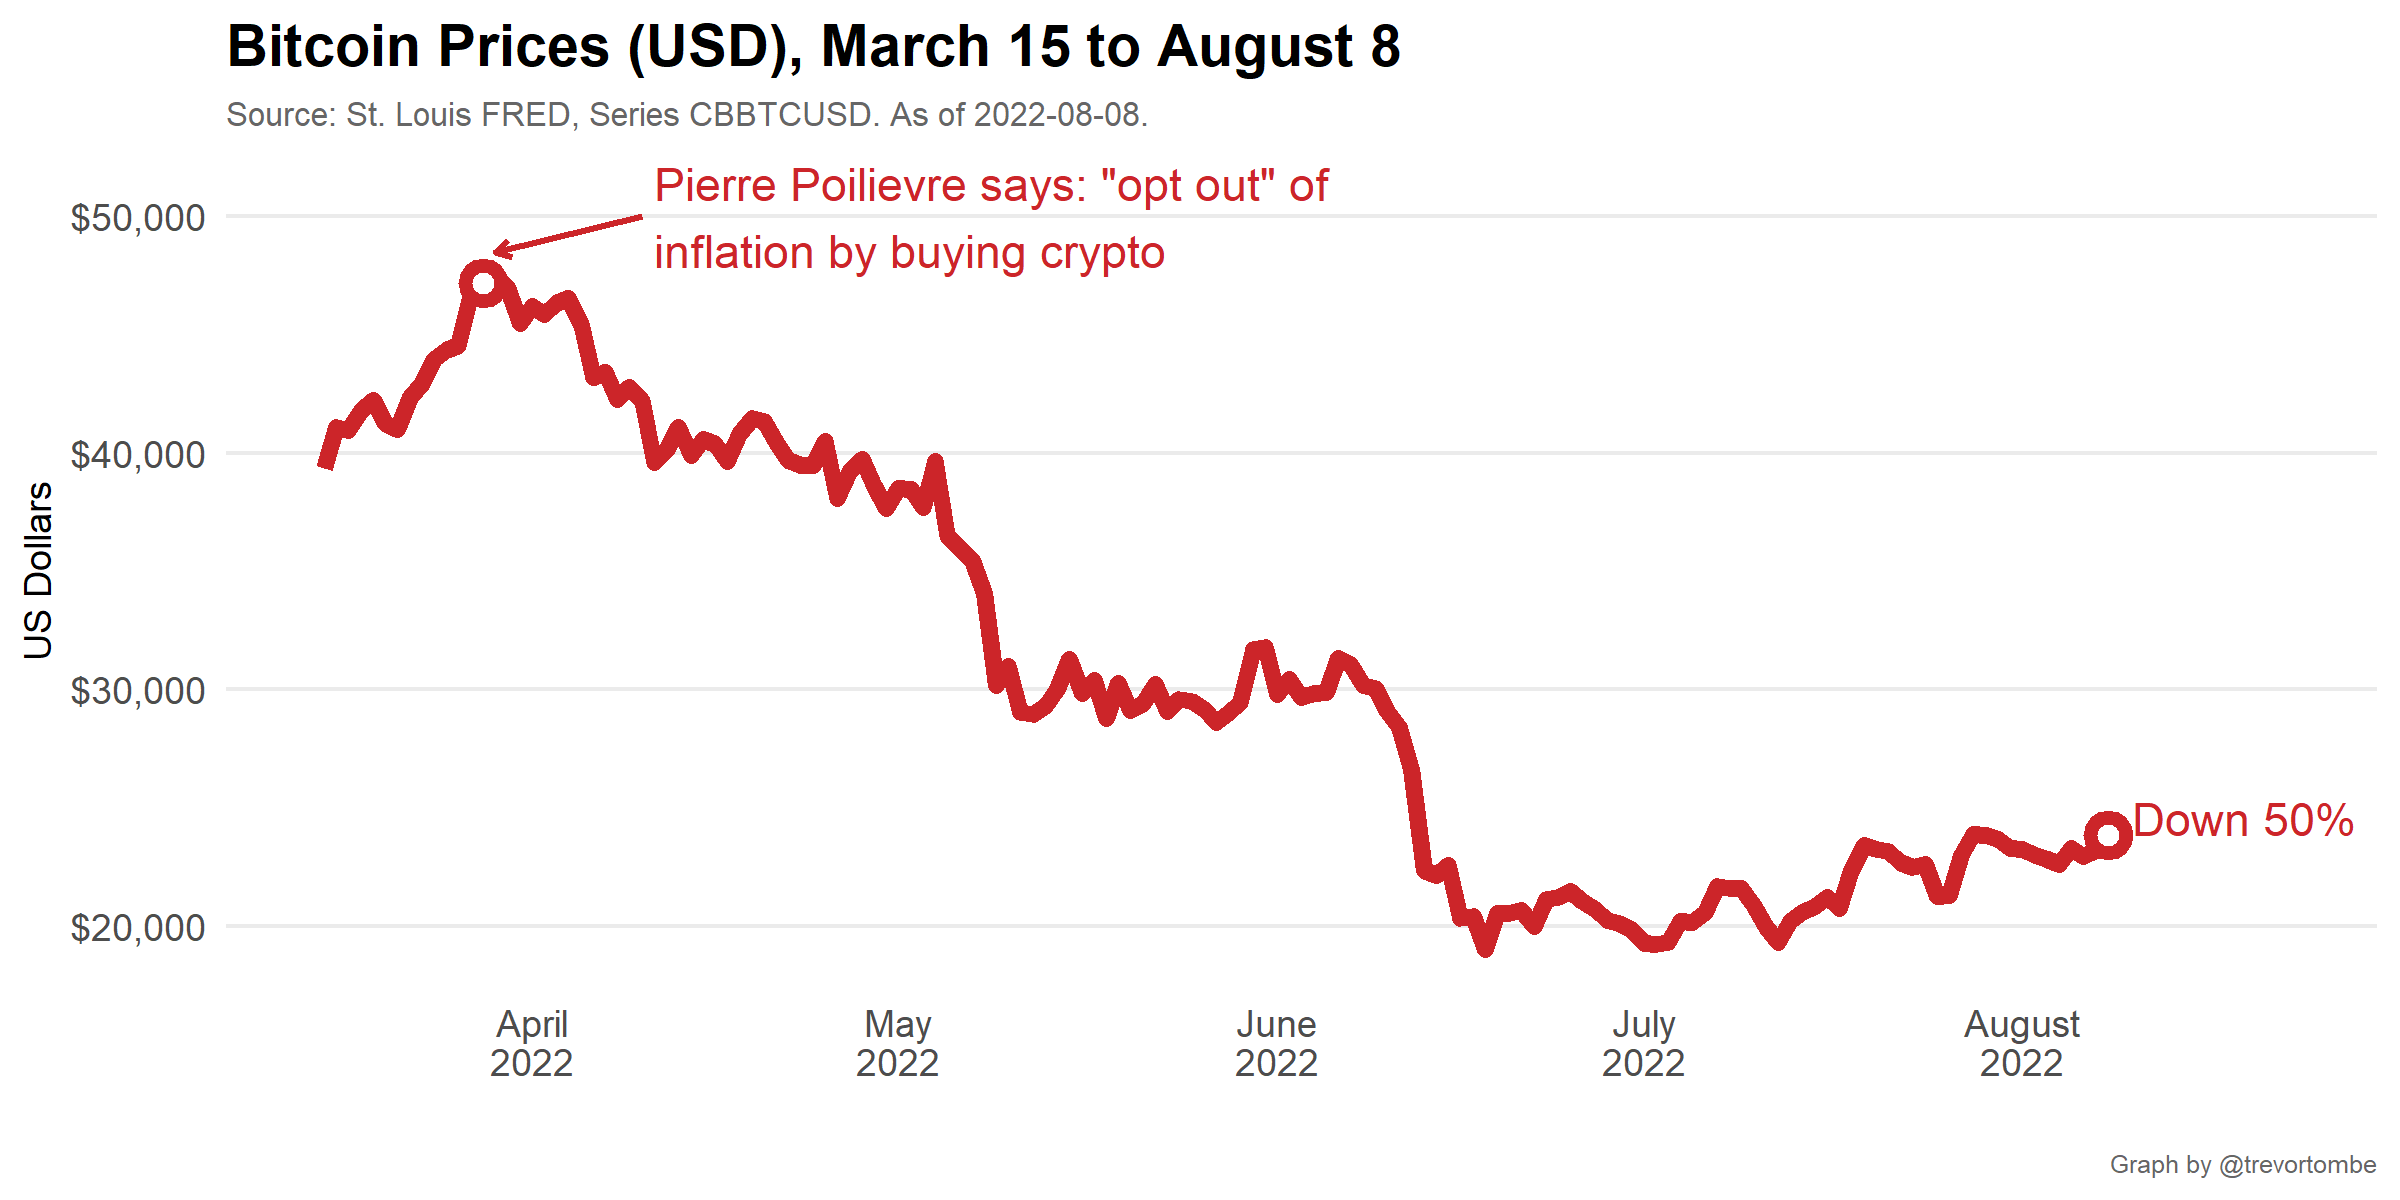 Bitcoin Prices (USD), March 15 to August 8
Source: St. Louis FRED, Series CBBTCUSD. As of 2022-08-08.
Pierre Poilievre says: "opt out" of
inflation by buying crypto
$50,000
$40,000
$30,000
$20,000
US Dollars
Down 50%
April
2022
May
2022
June
2022
July
2022
August
2022
Graph by @trevortombe